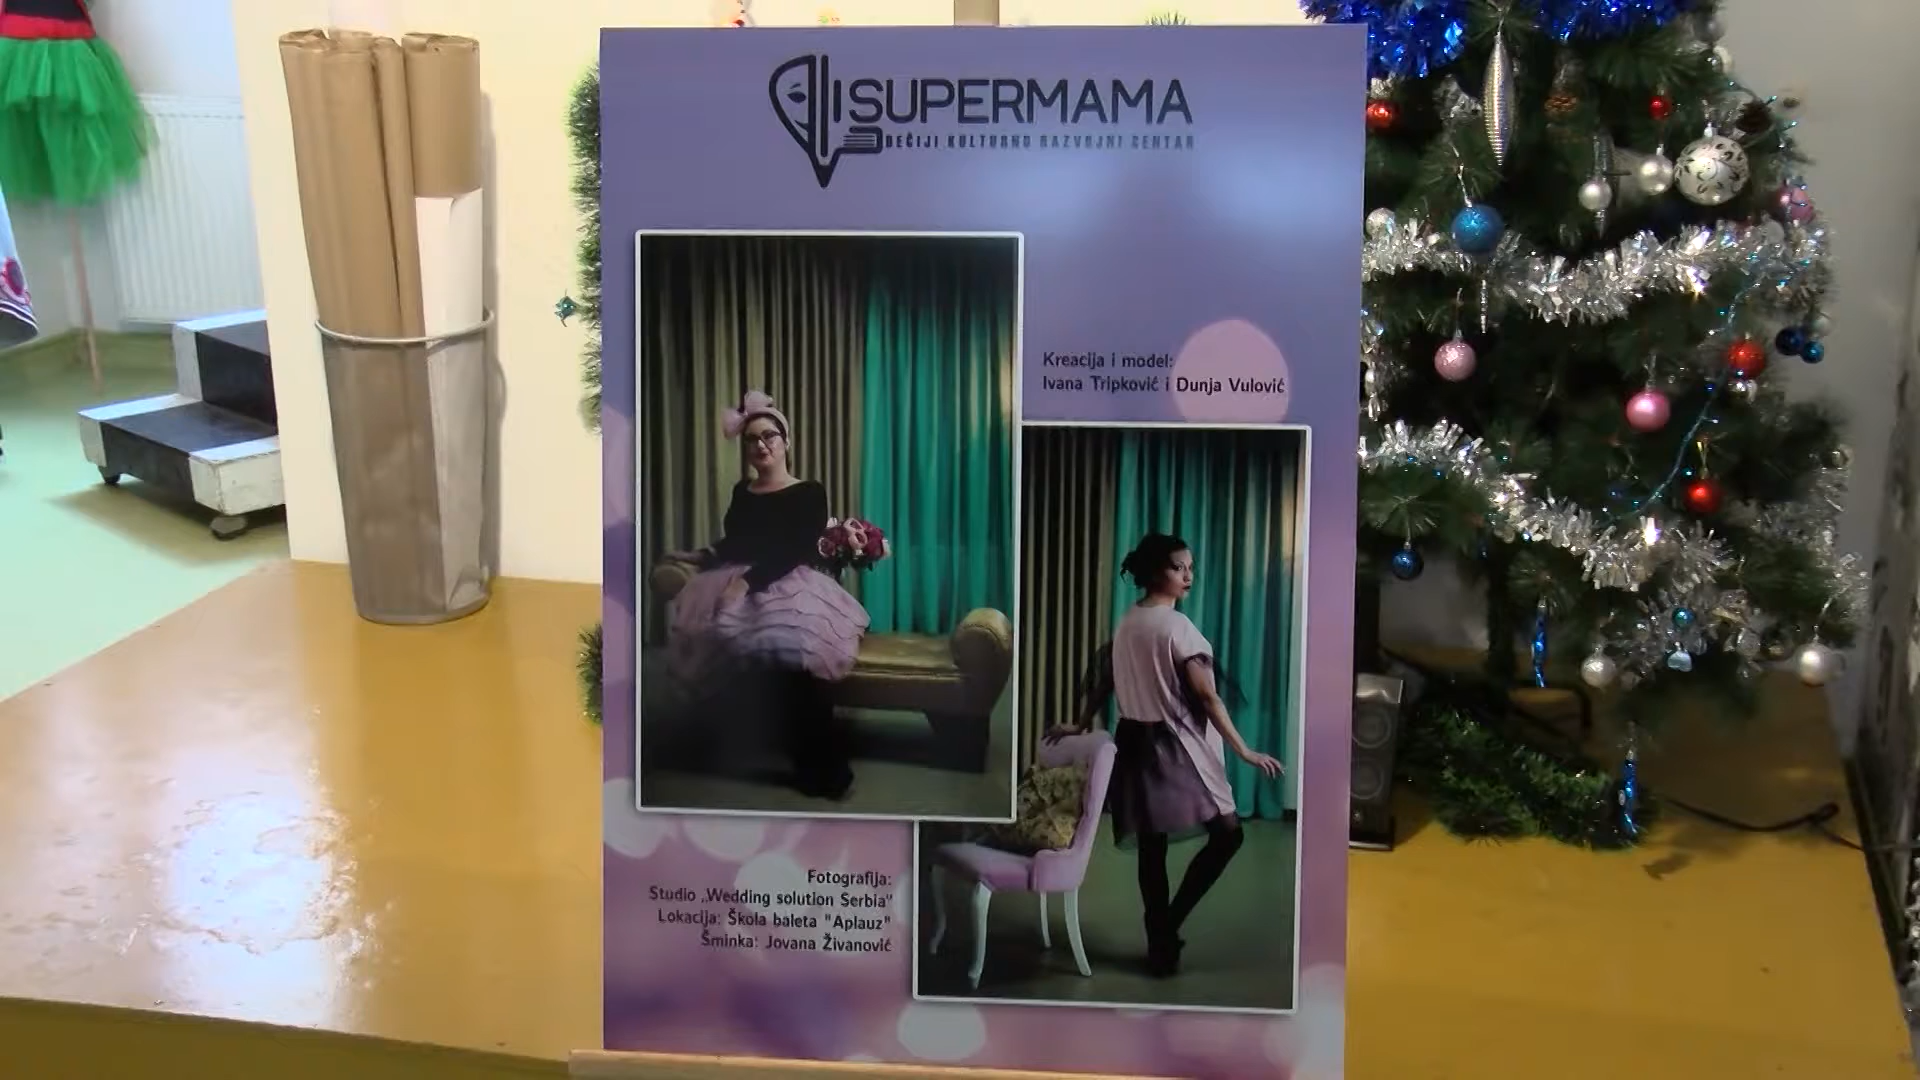 SUPERMAMA
DEČIJI KULTURNO RAZVOJNI CENTAR
Kreacija i model:
Ivana Tripković i Dunja Vulović
Fotografija:
Studio „Wedding solution Serbia“
Lokacija: Škola baleta "Aplauz"
Šminka: Jovana Živanović